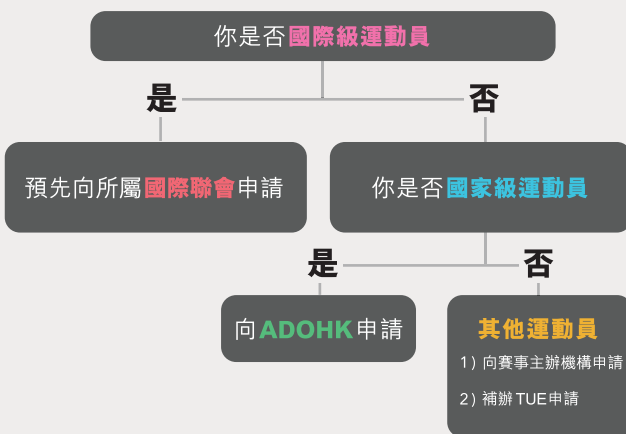 你是否國際級運動員
是
否
預先向所屬國際聯會申請
你是否國家級運動員
是
否
向ADOHK申請
其他運動員
1）向賽事主辦機構申請
2）補辦TUE申請